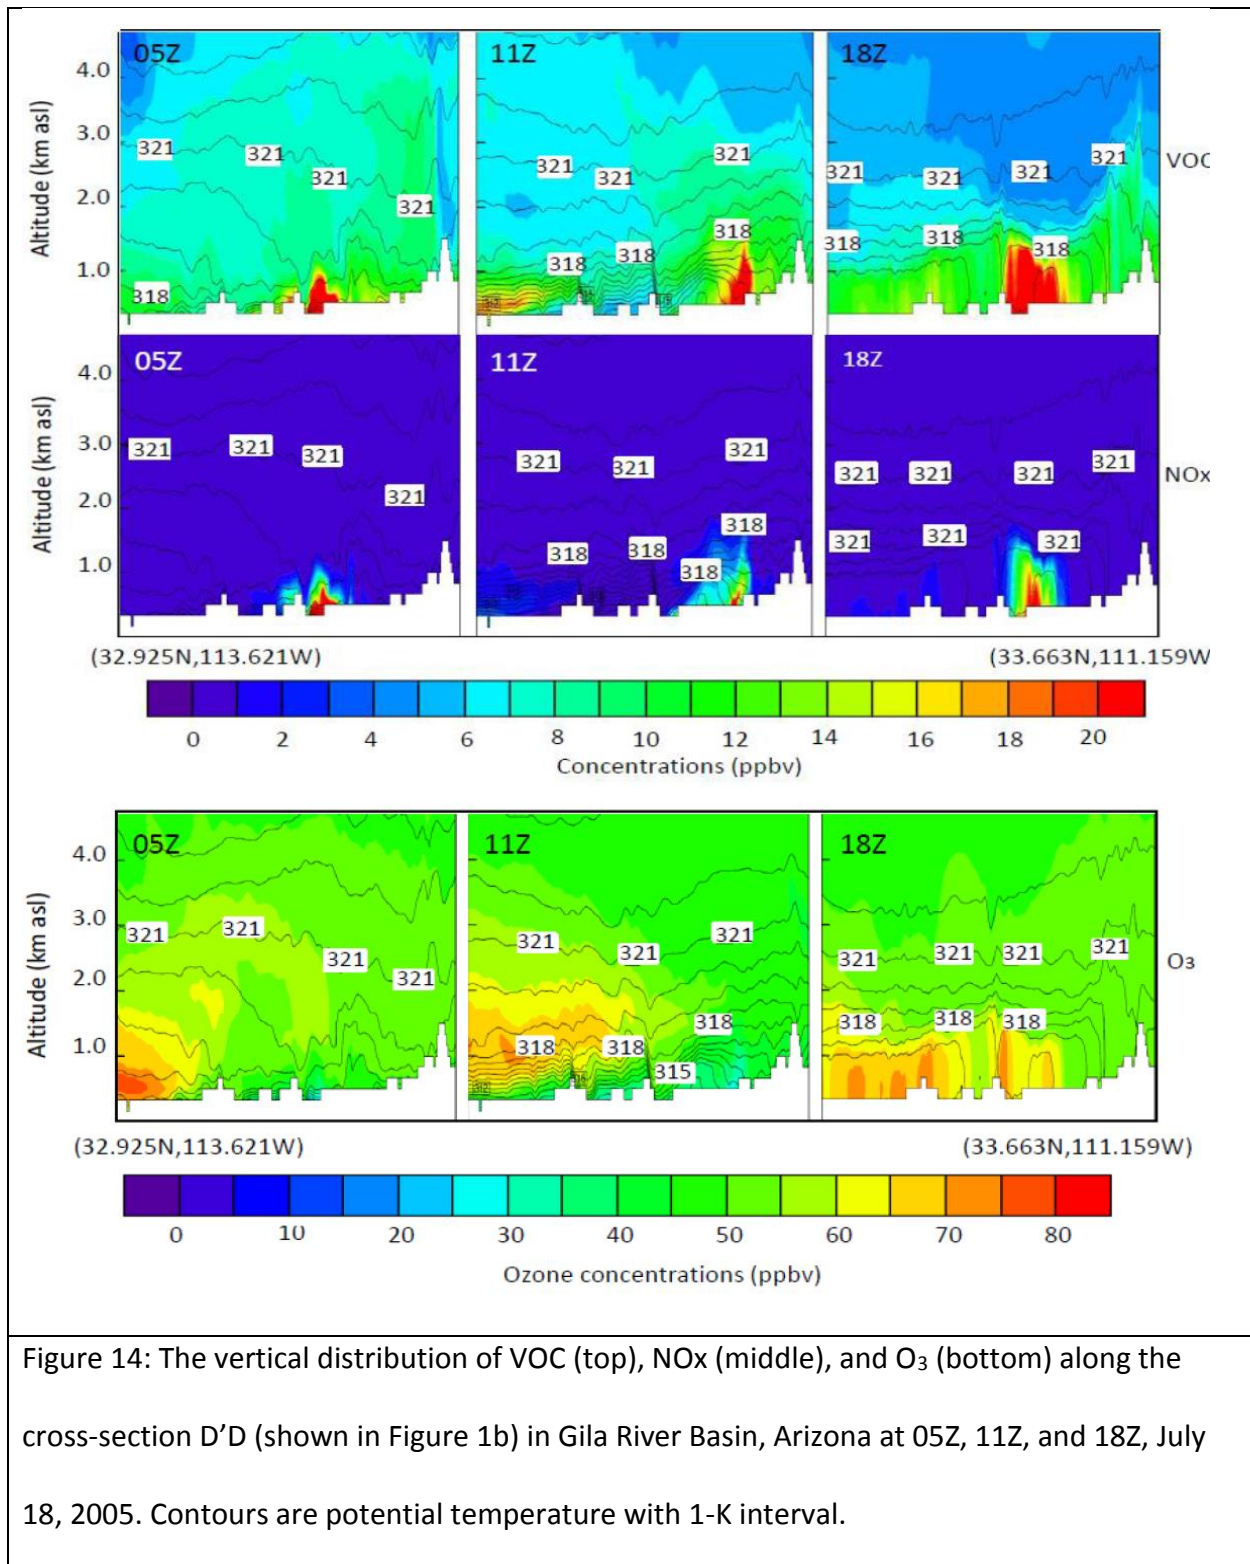 05Z 11Z 18Z
4.0
3.0
321 321 321 321 321 321 321 321 321 321 321 VOC
Altitude (km asl)
2.0
318 318 318 318 318 318 318
1.0
05Z 11Z 18Z
4.0
3.0
321 321 321 321 321 321 321 321 321 321 321 NOx
Altitude (km asl)
2.0
318 318 318 318 321 321 321
1.0
(32.925N,113.621W) (33.663N,111.159W
0 2 4 6 8 10 12 14 16 18 20
Concentrations (ppbv)
05Z 11Z 18Z
4.0
3.0
321 321 321 321 321 321 321 321 321 321 321 O₃
Altitude (km asl)
2.0
318 318 318 318 318 318
1.0
315
(32.925N,113.621W) (33.663N,111.159W)
0 10 20 30 40 50 60 70 80
Ozone concentrations (ppbv)
Figure 14: The vertical distribution of VOC (top), NOx (middle), and O₃ (bottom) along the
cross-section D’D (shown in Figure 1b) in Gila River Basin, Arizona at 05Z, 11Z, and 18Z, July
18, 2005. Contours are potential temperature with 1-K interval.